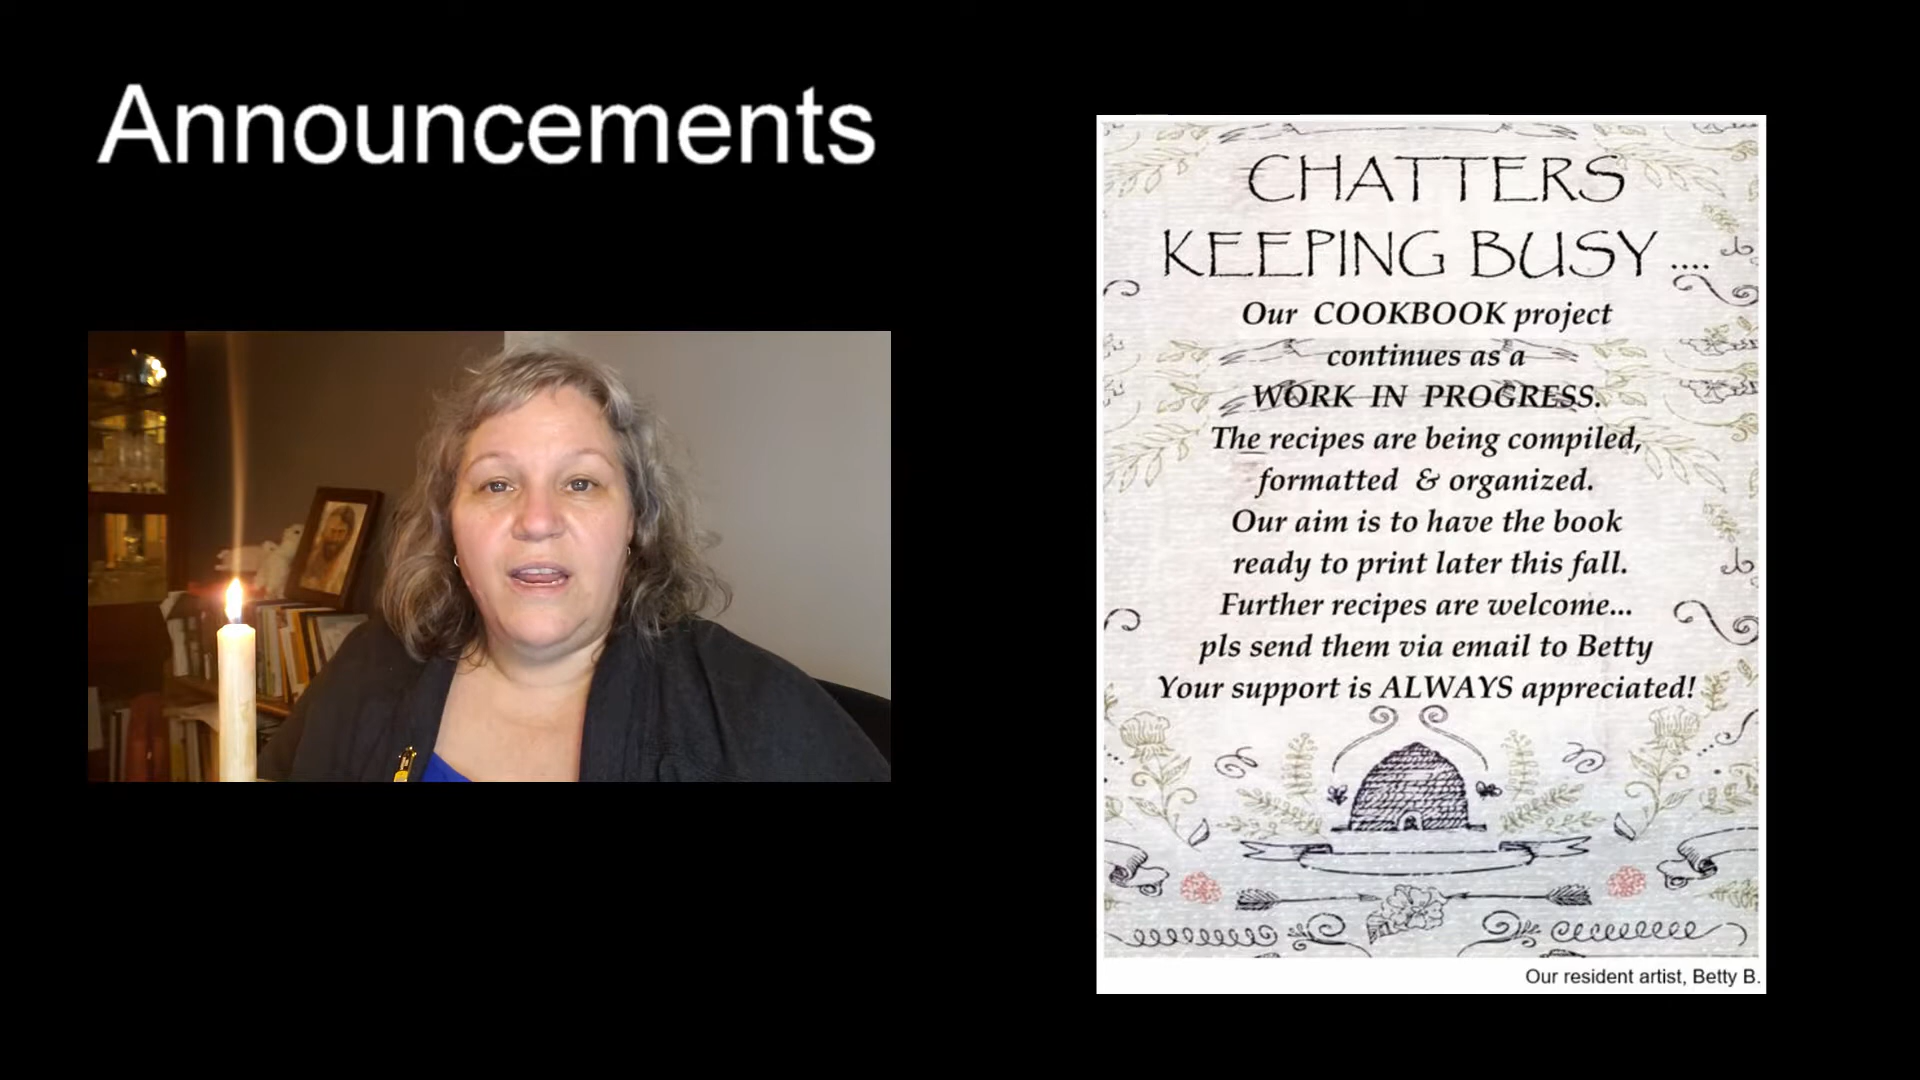 Announcements
CHATTERS
KEEPING BUSY ....
Our COOKBOOK project
continues as a
WORK IN PROGRESS.
The recipes are being compiled,
formatted & organized.
Our aim is to have the book
ready to print later this fall.
Further recipes are welcome...
pls send them via email to Betty
Your support is ALWAYS appreciated!
Our resident artist, Betty B.